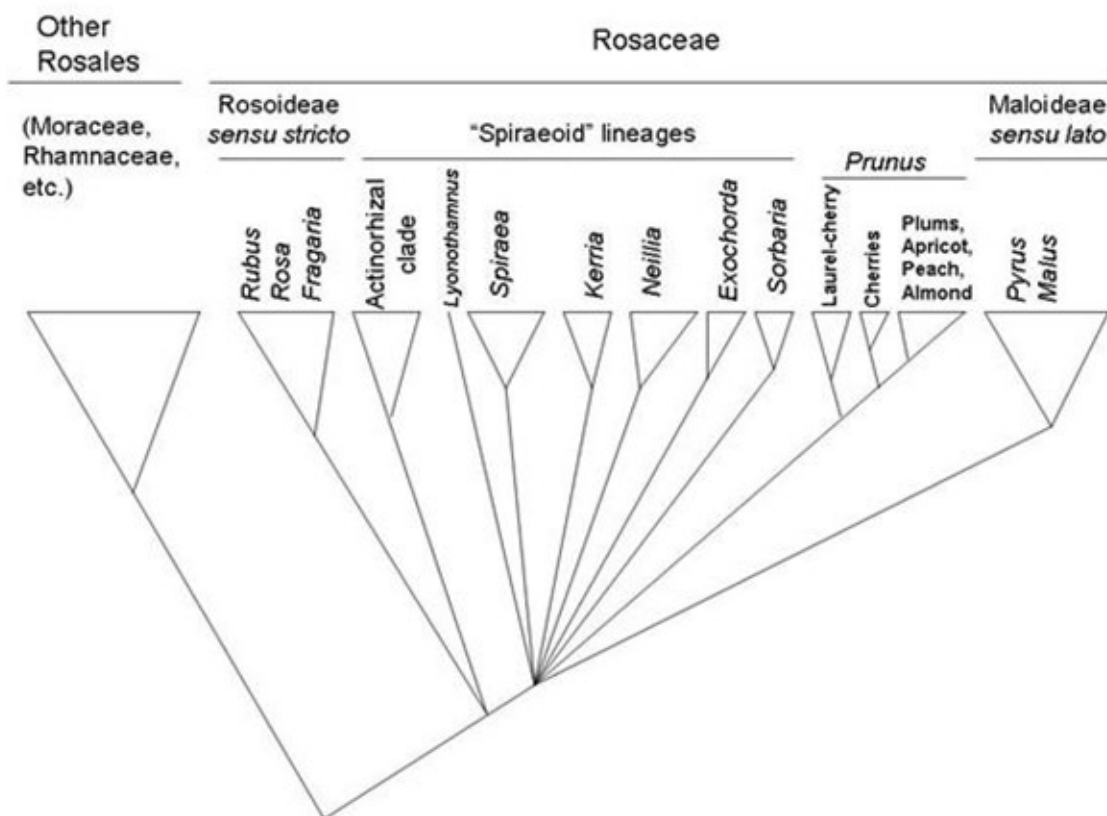 Other
Rosales
Rosaceae
(Moraceae,
Rhamnaceae,
etc.)
Rosoideae
sensu stricto
“Spiraeoid” lineages
Prunus
Maloideae
sensu lato
Rubus
Rosa
Fragaria
Actinorhizal
clade
Lyonothamnus
Spiraea
Kerria
Neillia
Exochorda
Sorbaria
Laurel-cherry
Cherries
Plums,
Apricot,
Peach,
Almond
Pyrus
Malus